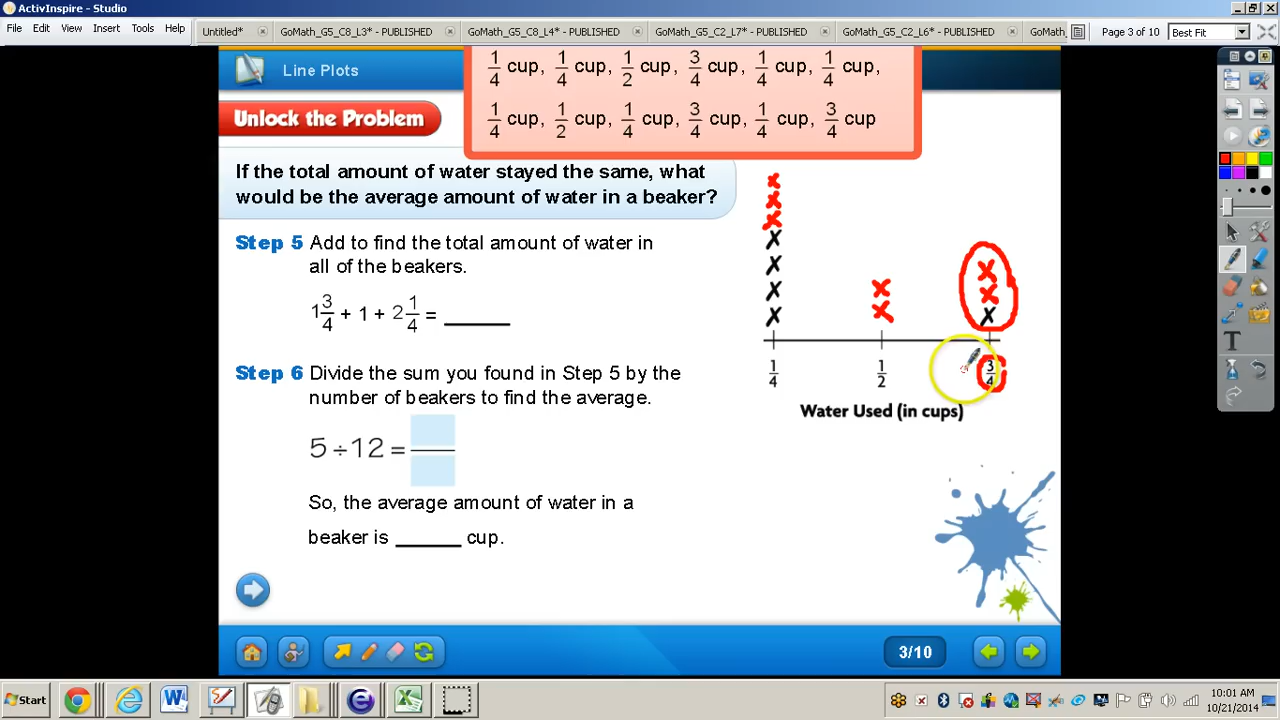 ActivInspire - Studio
File Edit View Insert Tools Help
Untitled*
GoMath_G5_C8_L3* - PUBLISHED
GoMath_G5_C2_L7* - PUBLISHED
GoMath_G5_C2_L6* - PUBLISHED
GoMath_
Page 3 of 10
Best Fit
Line Plots
1/4 cup, 1/4 cup, 1/2 cup, 3/4 cup, 1/4 cup, 1/4 cup,
1/4 cup, 1/2 cup, 1/4 cup, 3/4 cup, 1/4 cup, 3/4 cup
Unlock the Problem
If the total amount of water stayed the same, what
would be the average amount of water in a beaker?
Step 5 Add to find the total amount of water in
all of the beakers.
1 3/4 + 1 + 2 1/4 = ______
Step 6 Divide the sum you found in Step 5 by the
number of beakers to find the average.
5 ÷ 12 =
So, the average amount of water in a
beaker is ______ cup.
1/4 1/2 3/4
Water Used (in cups)
3/10
Start
10:01 AM
10/21/2014